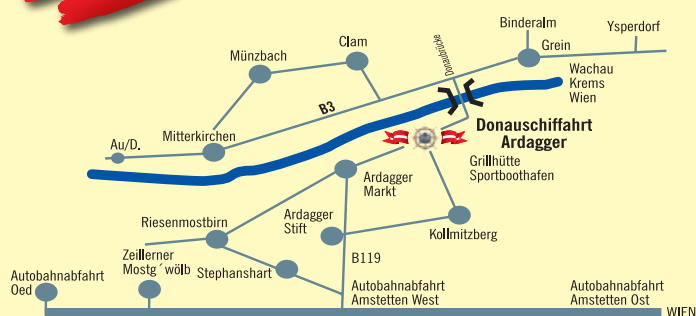 Binderalm
Ysperdorf
Clam
Münzbach
Donaubrücke
Grein
Wachau
Krems
Wien
B3
Mitterkirchen
Au/D.
Donauschiffahrt
Ardagger
Grillhütte
Sportboothafen
Ardagger
Markt
Ardagger
Stift
Riesenmostbirn
Kollmitzberg
Zeillerner
Mostg´wölb
Stephanshart
B119
Autobahnabfahrt
Oed
Autobahnabfahrt
Amstetten West
Autobahnabfahrt
Amstetten Ost
WIEN